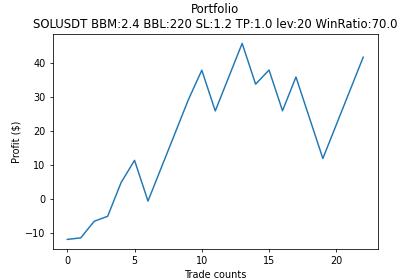 Portfolio
SOLUSDT BBM:2.4 BBL:220 SL:1.2 TP:1.0 lev:20 WinRatio:70.0
40
30
20
10
0
−10
Profit ($)
0 5 10 15 20
Trade counts